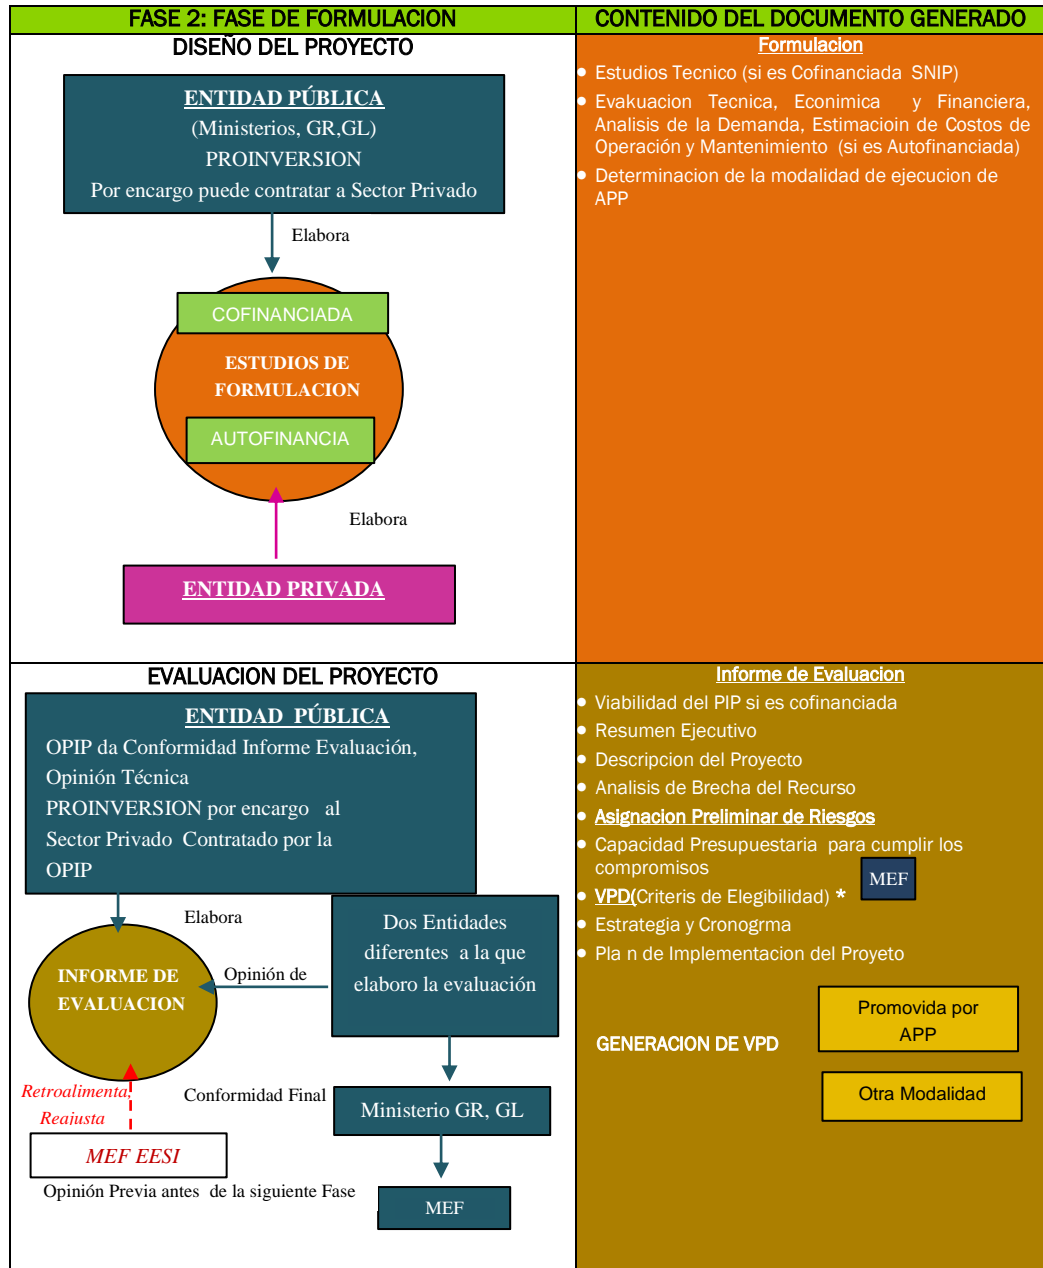 FASE 2: FASE DE FORMULACION
CONTENIDO DEL DOCUMENTO GENERADO
DISEÑO DEL PROYECTO
ENTIDAD PÚBLICA
(Ministerios, GR,GL)
PROINVERSION
Por encargo puede contratar a Sector Privado
Elabora
COFINANCIADA
ESTUDIOS DE
FORMULACION
AUTOFINANCIA
Elabora
ENTIDAD PRIVADA
Formulacion
• Estudios Tecnico (si es Cofinanciada SNIP)
• Evakuacion Tecnica, Econimica y Financiera,
Analisis de la Demanda, Estimacioin de Costos de
Operación y Mantenimiento (si es Autofinanciada)
• Determinacion de la modalidad de ejecucion de
APP
EVALUACION DEL PROYECTO
ENTIDAD PÚBLICA
OPIP da Conformidad Informe Evaluación,
Opinión Técnica
PROINVERSION por encargo al
Sector Privado Contratado por la
OPIP
Elabora
Dos Entidades
diferentes a la que
elaboro la evaluación
Opinión de
INFORME DE
EVALUACION
Retroalimenta,
Reajusta
Conformidad Final
Ministerio GR, GL
MEF EESI
Opinión Previa antes de la siguiente Fase
MEF
Informe de Evaluacion
• Viabilidad del PIP si es cofinanciada
• Resumen Ejecutivo
• Descripcion del Proyecto
• Analisis de Brecha del Recurso
• Asignacion Preliminar de Riesgos
• Capacidad Presupuestaria para cumplir los
compromisos
MEF
• VPD(Criteris de Elegibilidad) *
• Estrategia y Cronogrma
• Pla n de Implementacion del Proyeto
Promovida por
APP
GENERACION DE VPD
Otra Modalidad